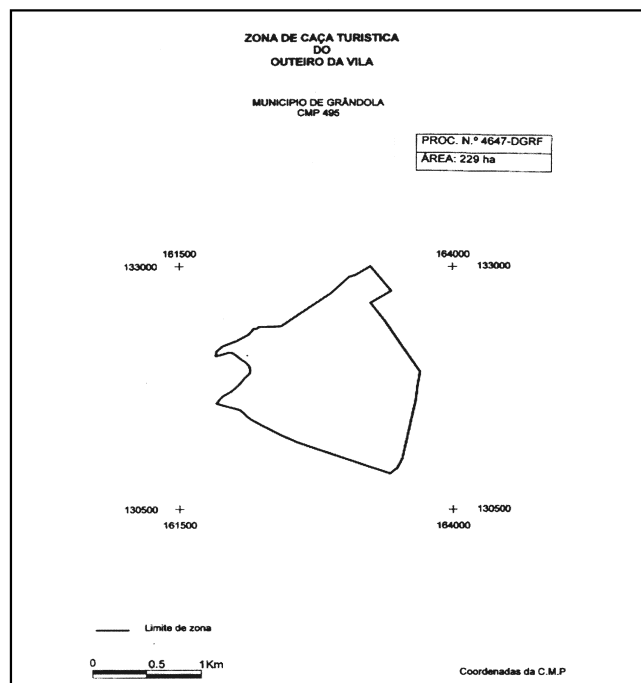 ZONA DE CAÇA TURISTICA
DO
OUTEIRO DA VILA
MUNICIPIO DE GRÂNDOLA
CMP 495
PROC. N.º 4647-DGRF
ÁREA: 229 ha
161500
164000
133000
133000
130500
130500
161500
164000
Limite de zona
0 0.5 1Km
Coordenadas da C.M.P